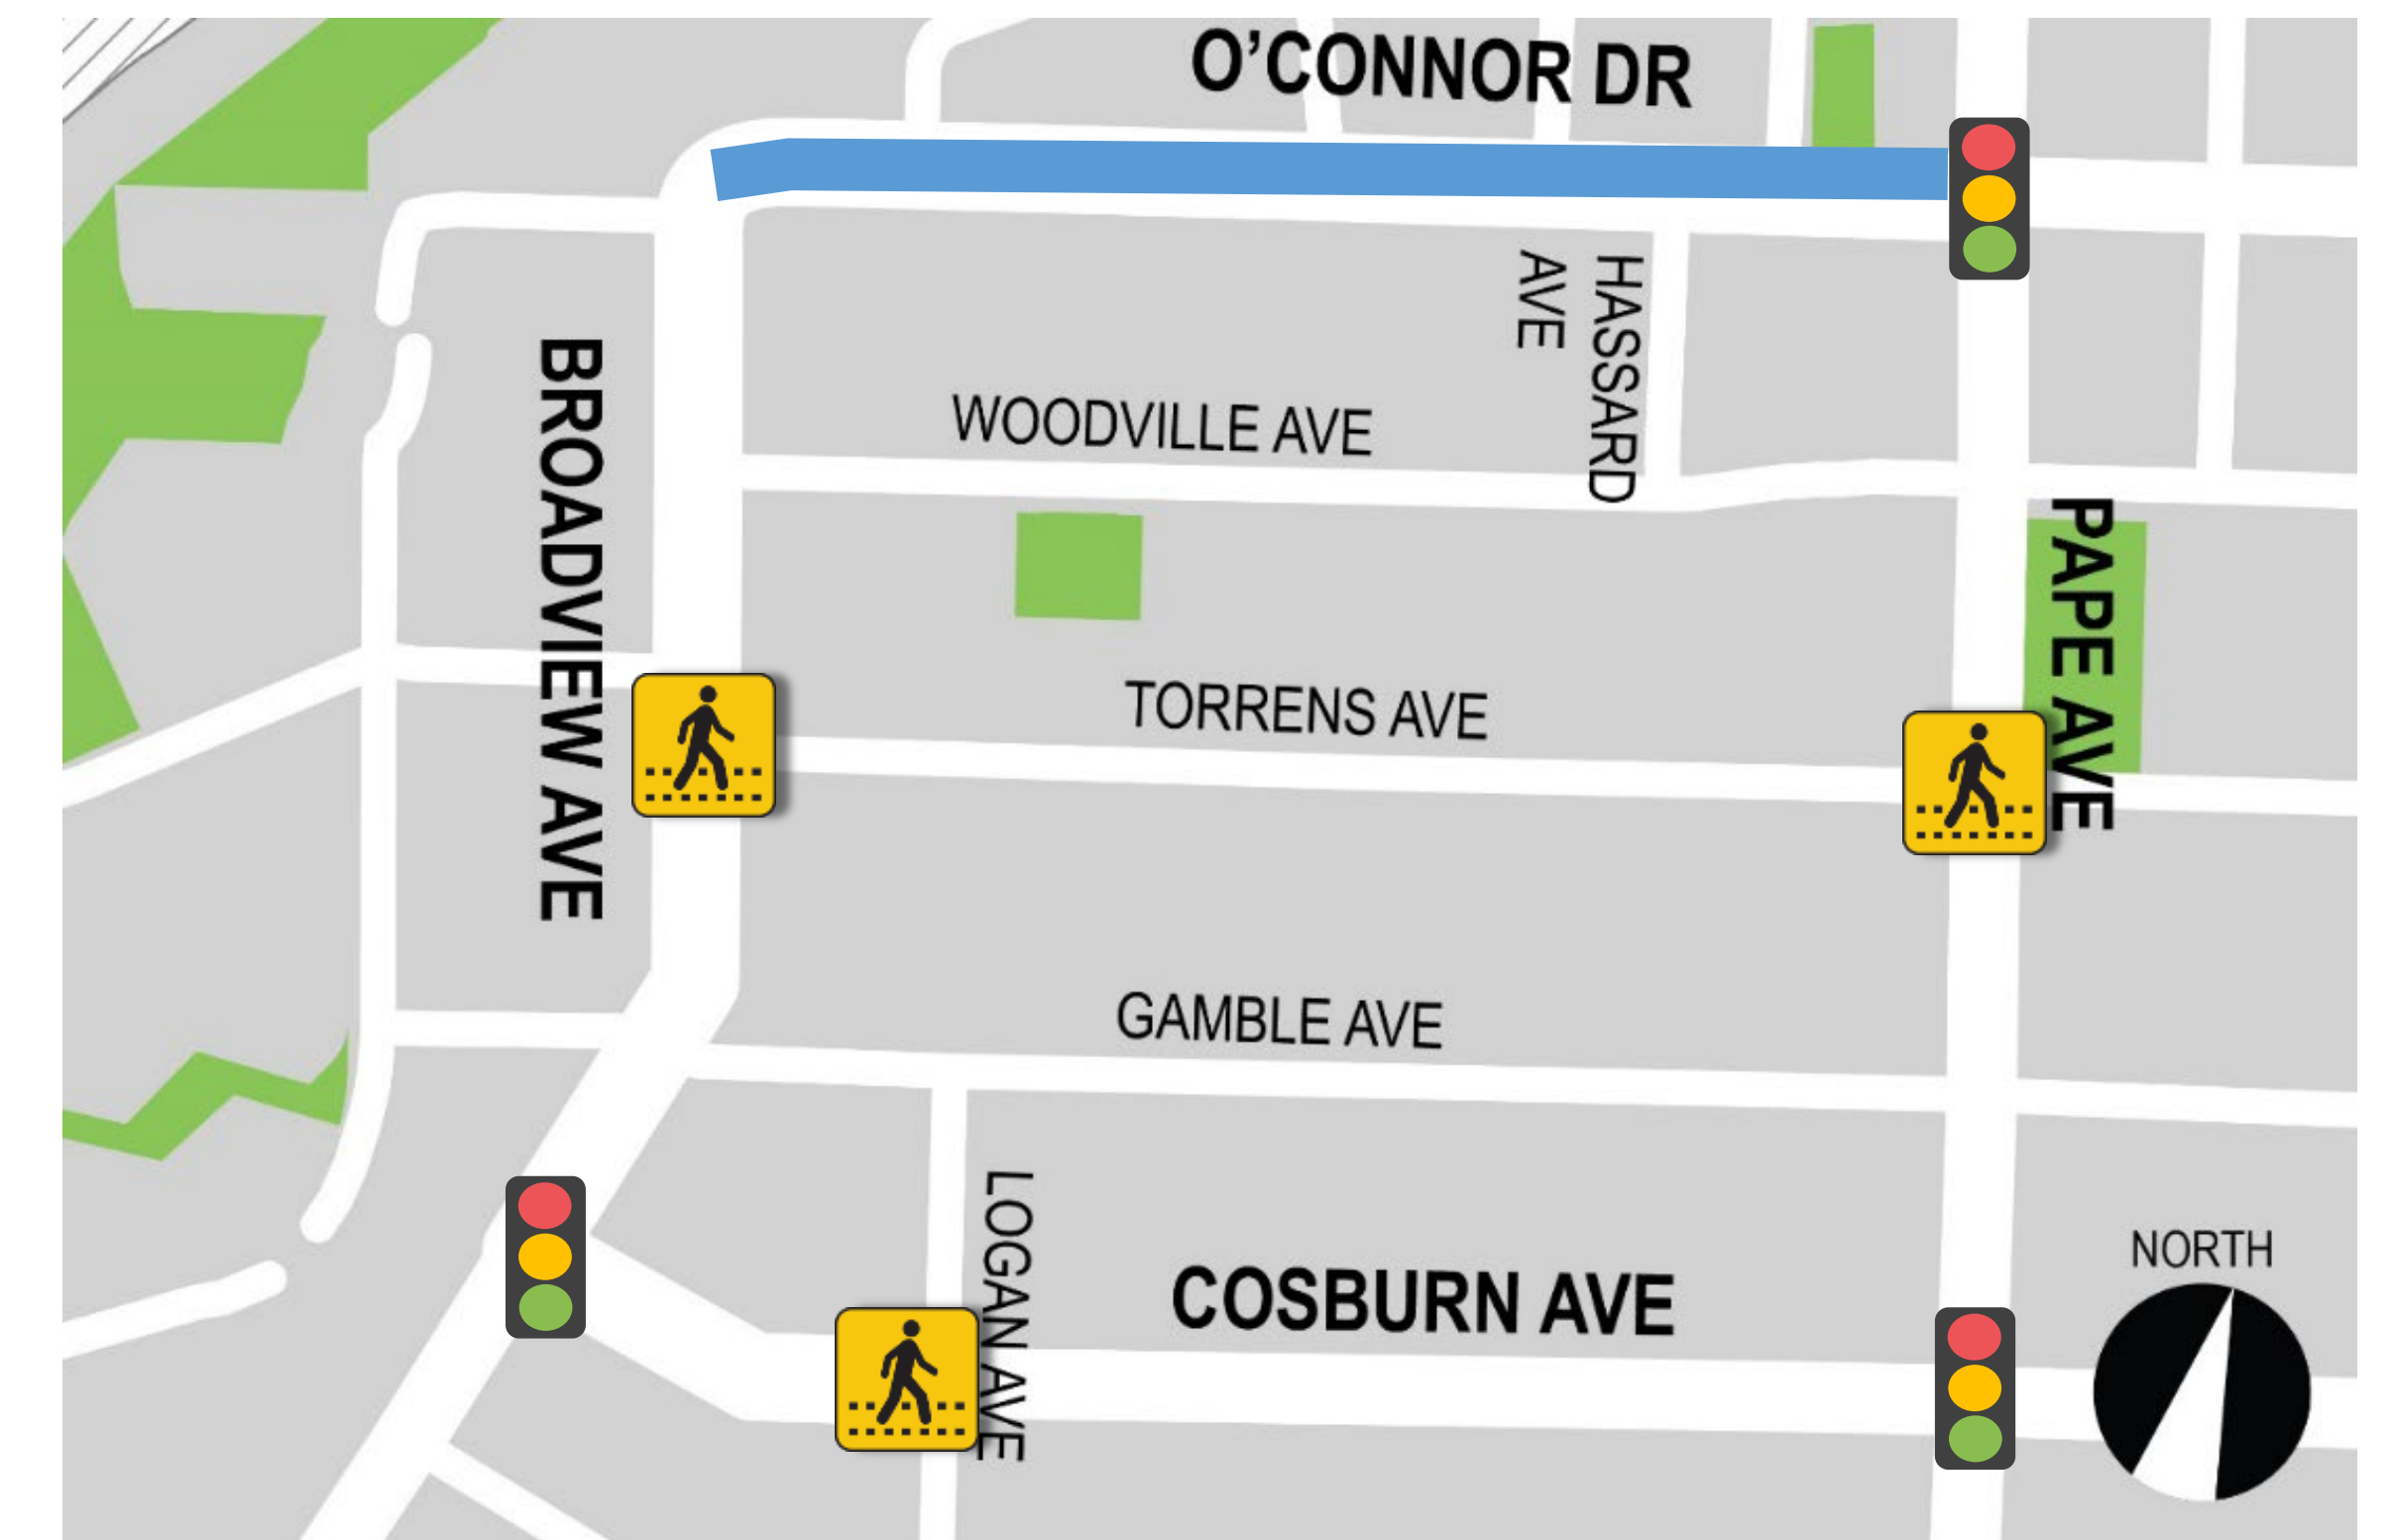 O'CONNOR DR
HASSARD
AVE
WOODVILLE AVE
BROADVIEW AVE
PAPE AVE
TORRENS AVE
GAMBLE AVE
LOGAN AVE
COSBURN AVE
NORTH